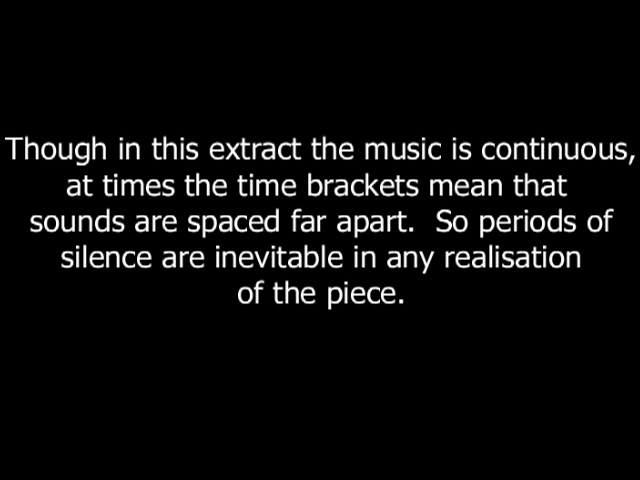 Though in this extract the music is continuous,
at times the time brackets mean that
sounds are spaced far apart.  So periods of
silence are inevitable in any realisation
of the piece.